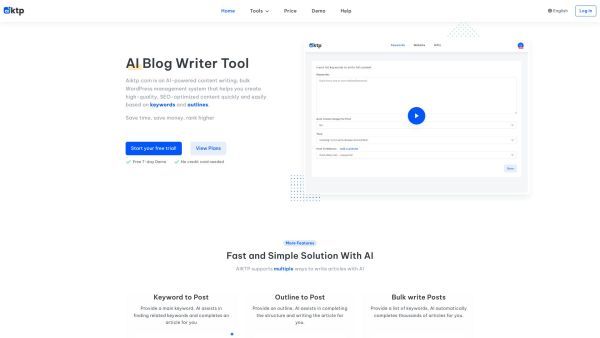 aiktp
Home
Tools
Price
Demo
Help
English
Log In
AI Blog Writer Tool
Aiktp.com is an AI-powered content writing, bulk
WordPress management system that helps you create
high-quality, SEO-optimized content quickly and easily
based on keywords and outlines.
Save time, save money, rank higher
Start your free trial!
View Plans
Free 7-day Demo
No credit card needed
aiktp
Keywords
Website
Keywords
Save
More Features
Fast and Simple Solution With AI
AIKTP supports multiple ways to write articles with AI
Keyword to Post
Provide a main keyword, AI assists in
finding related keywords and completes an
article for you
Outline to Post
Provide an outline, AI assists in completing
the structure and writing the article for
you.
Bulk write Posts
Provide a list of keywords, AI automatically
completes thousands of articles for you.